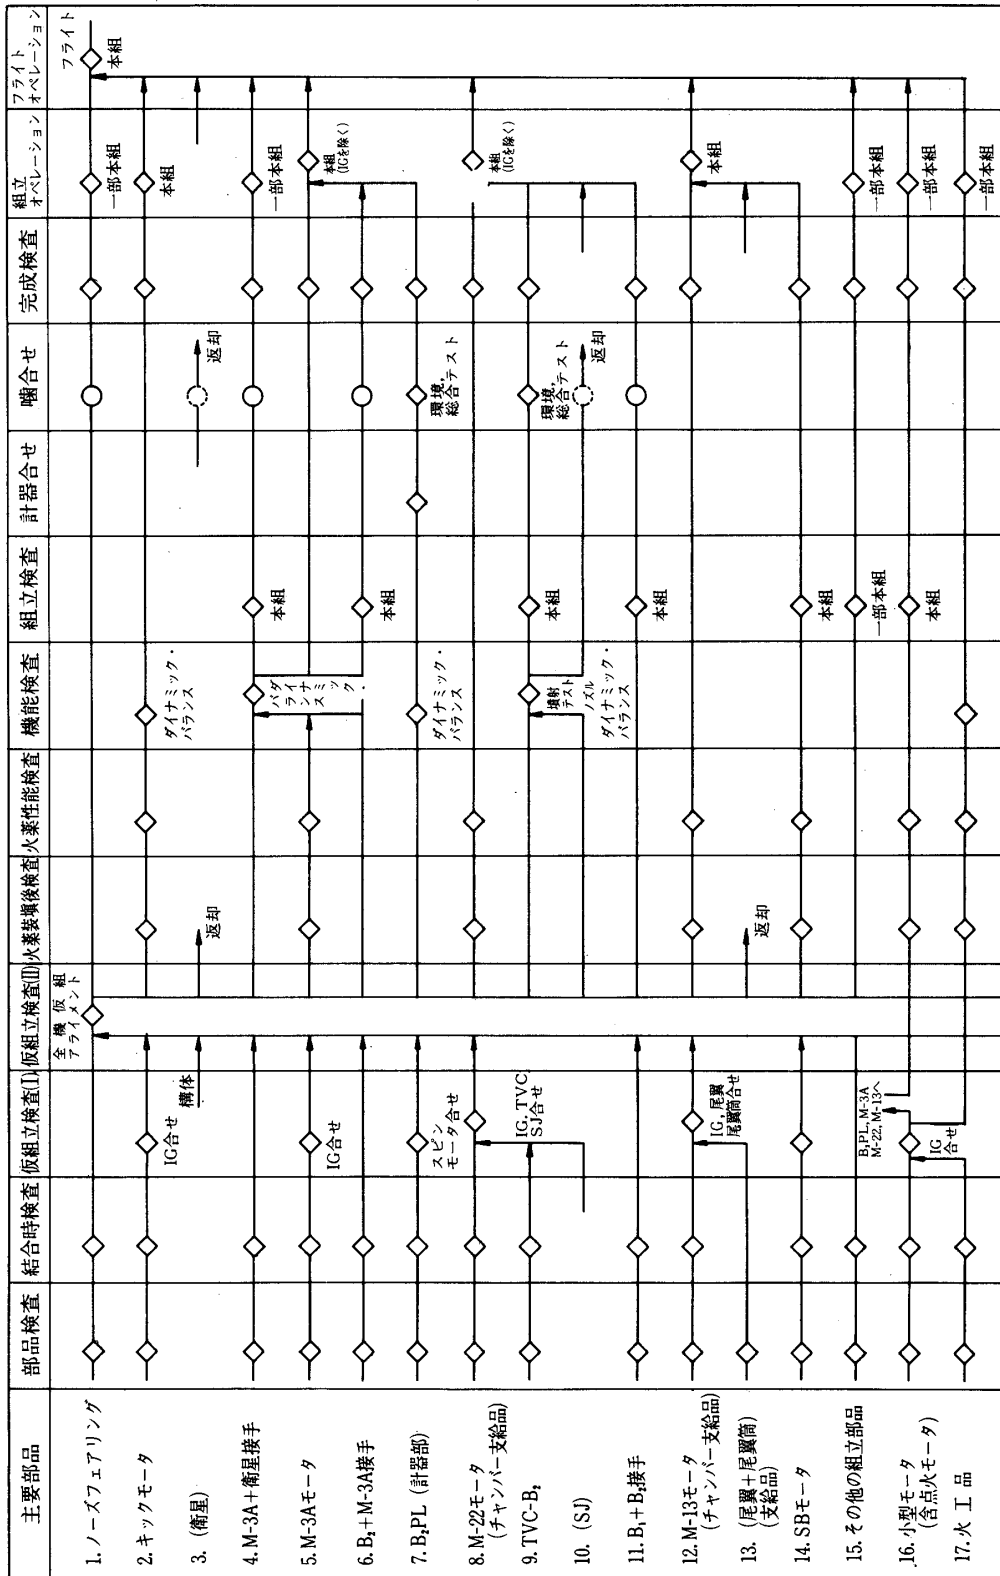 主要部品
部品検査
結合時検査
仮組立検査(I)
仮組立検査(II)
火薬装塡後検査
火薬性能検査
機能検査
組立検査
計器合せ
噛合せ
完成検査
組立
オペレーション
フライト
オペレーション
1. ノーズフェアリング
全機仮組
アライメント
一部本組
本組
フライト
2. キックモータ
IG合せ
ダイナミック・
バランス
本組
3. (衛星)
構体
返却
返却
4. M-3A+衛星接手
ダイナミック・
バランス
本組
一部本組
5. M-3Aモータ
IG合せ
本組
(IGを除く)
6. B₂+M-3A接手
本組
7. B₂PL (計器部)
スピン
モータ合せ
ダイナミック・
バランス
環境,
総合テスト
8. M-22モータ
(チャンバー支給品)
IG, TVC,
SJ合せ
本組
(IGを除く)
9. TVC-B₂
噴射
テスト
ノズル
ダイナミック・
バランス
本組
環境,
総合テスト
10. (SJ)
返却
11. B₁+B₂接手
本組
12. M-13モータ
(チャンバー支給品)
IG, 尾翼
尾翼筒合せ
本組
13. (尾翼+尾翼筒)
(支給品)
返却
14. SBモータ
本組
15. その他の組立部品
一部本組
一部本組
16. 小型モータ
(含点火モータ)
B₁PL, M-3A
M-22, M-13へ
IG
合せ
本組
一部本組
17. 火工品
一部本組